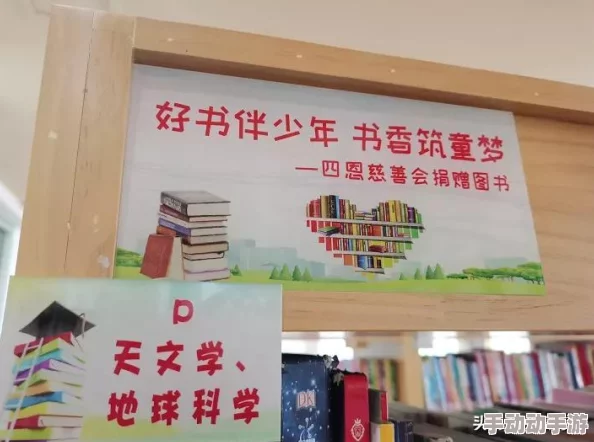 好书伴少年 书香筑童梦
—四恩慈善会捐赠图书
P
天文学、
地球科学
DK
手动动手游